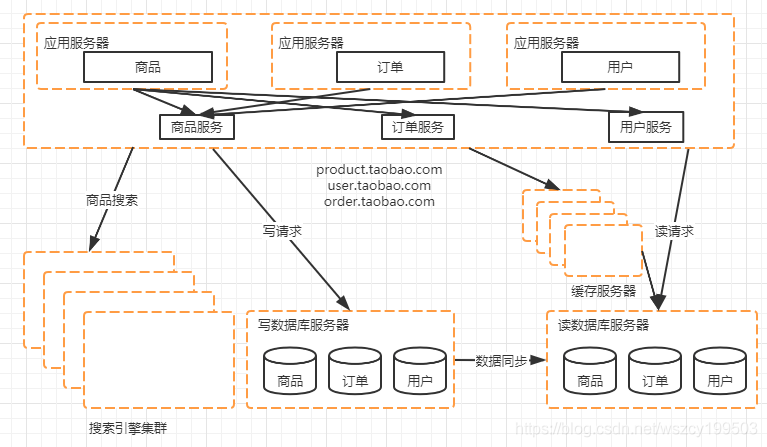 应用服务器
应用服务器
应用服务器
商品
订单
用户
商品服务
订单服务
用户服务
product.taobao.com
user.taobao.com
order.taobao.com
商品搜索
写请求
读请求
缓存服务器
写数据库服务器
读数据库服务器
商品
订单
用户
数据同步
商品
订单
用户
搜索引擎集群
https://blog.csdn.net/wszcy199503